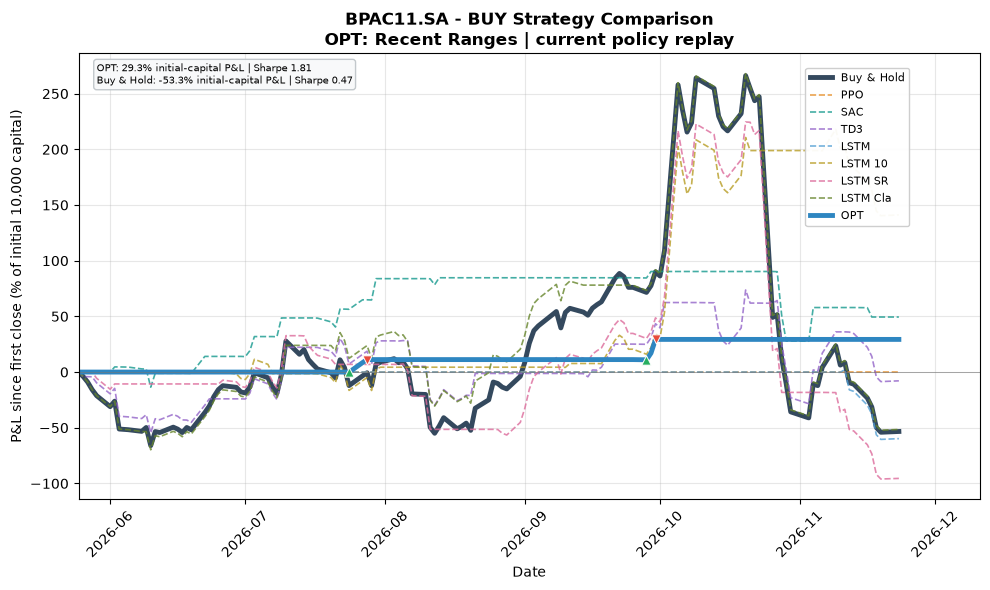 BPAC11.SA - BUY Strategy Comparison
OPT: Recent Ranges | current policy replay
OPT: 29.3% initial-capital P&L | Sharpe 1.81
Buy & Hold: -53.3% initial-capital P&L | Sharpe 0.47
Buy & Hold
PPO
SAC
TD3
LSTM
LSTM 10
LSTM SR
LSTM Cla
OPT
P&L since first close (% of initial 10,000 capital)
250
200
150
100
50
0
−50
−100
2026-06
2026-07
2026-08
2026-09
2026-10
2026-11
2026-12
Date